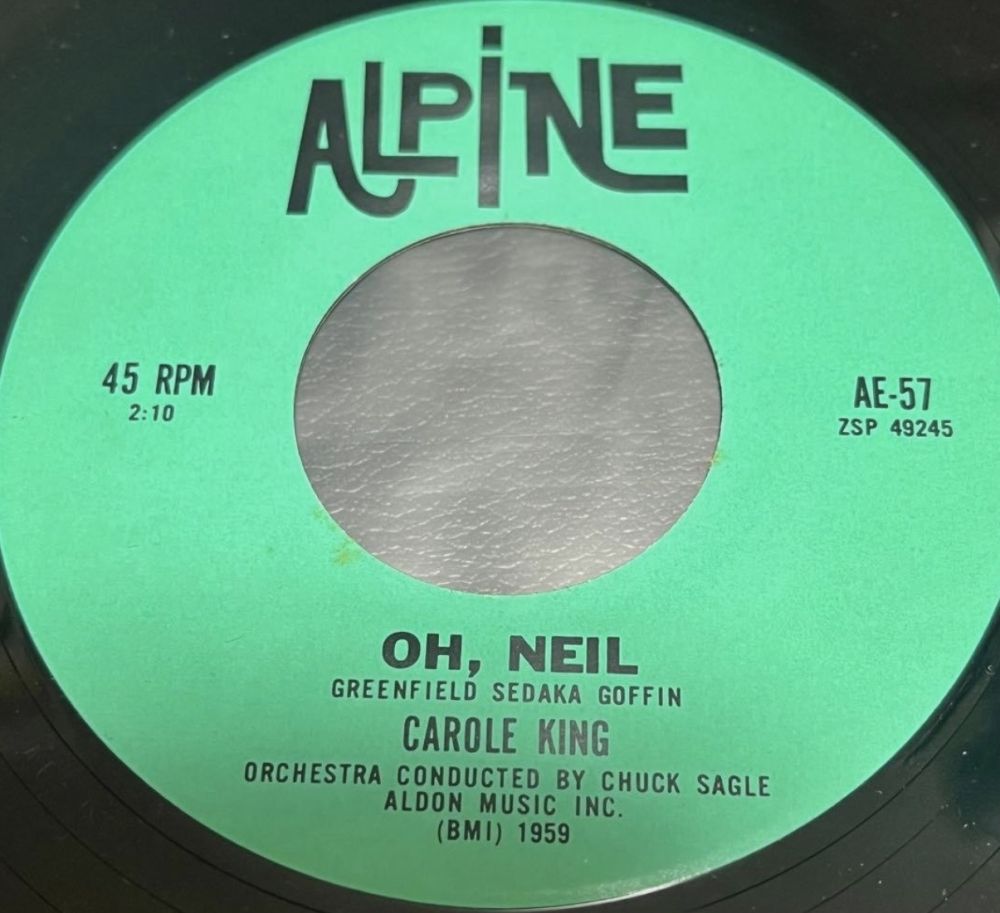 ALPINE
45 RPM
2:10
AE-57
ZSP 49245
OH, NEIL
GREENFIELD SEDAKA GOFFIN
CAROLE KING
ORCHESTRA CONDUCTED BY CHUCK SAGLE
ALDON MUSIC INC.
(BMI) 1959